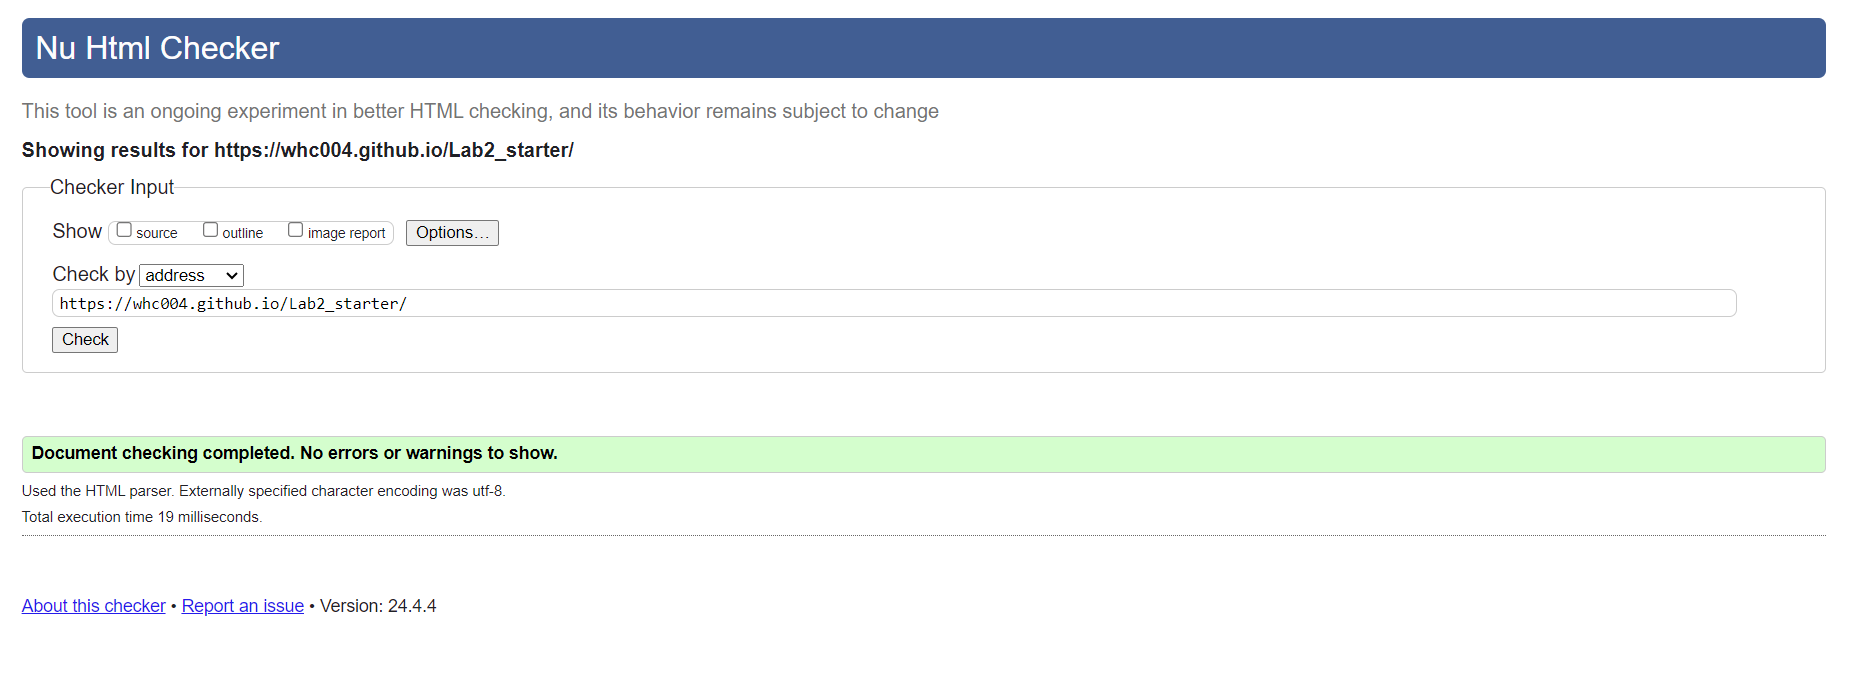 Nu Html Checker
This tool is an ongoing experiment in better HTML checking, and its behavior remains subject to change
Showing results for https://whc004.github.io/Lab2_starter/
Checker Input
Show source outline image report Options…
Check by address
https://whc004.github.io/Lab2_starter/
Check
Document checking completed. No errors or warnings to show.
Used the HTML parser. Externally specified character encoding was utf-8.
Total execution time 19 milliseconds.
About this checker • Report an issue • Version: 24.4.4